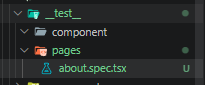 __test__
component
pages
about.spec.tsx U